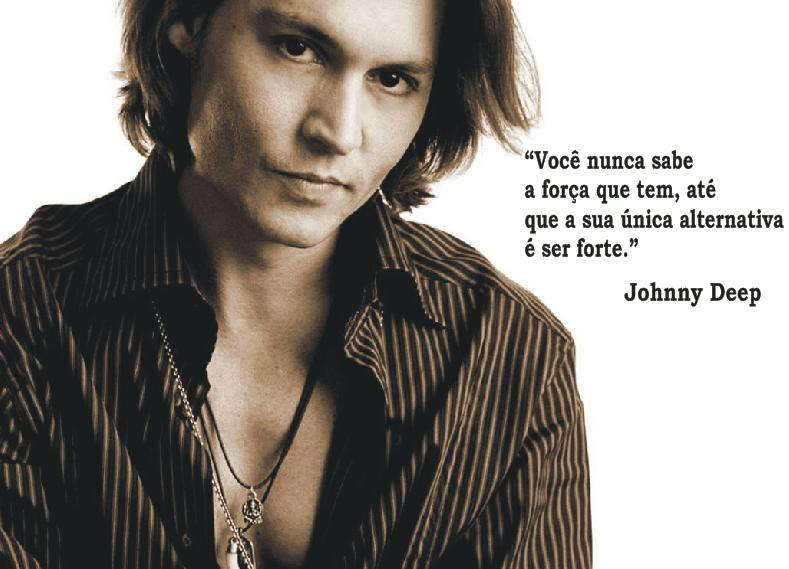 “Você nunca sabe
a força que tem, até
que a sua única alternativa
é ser forte.”
Johnny Deep